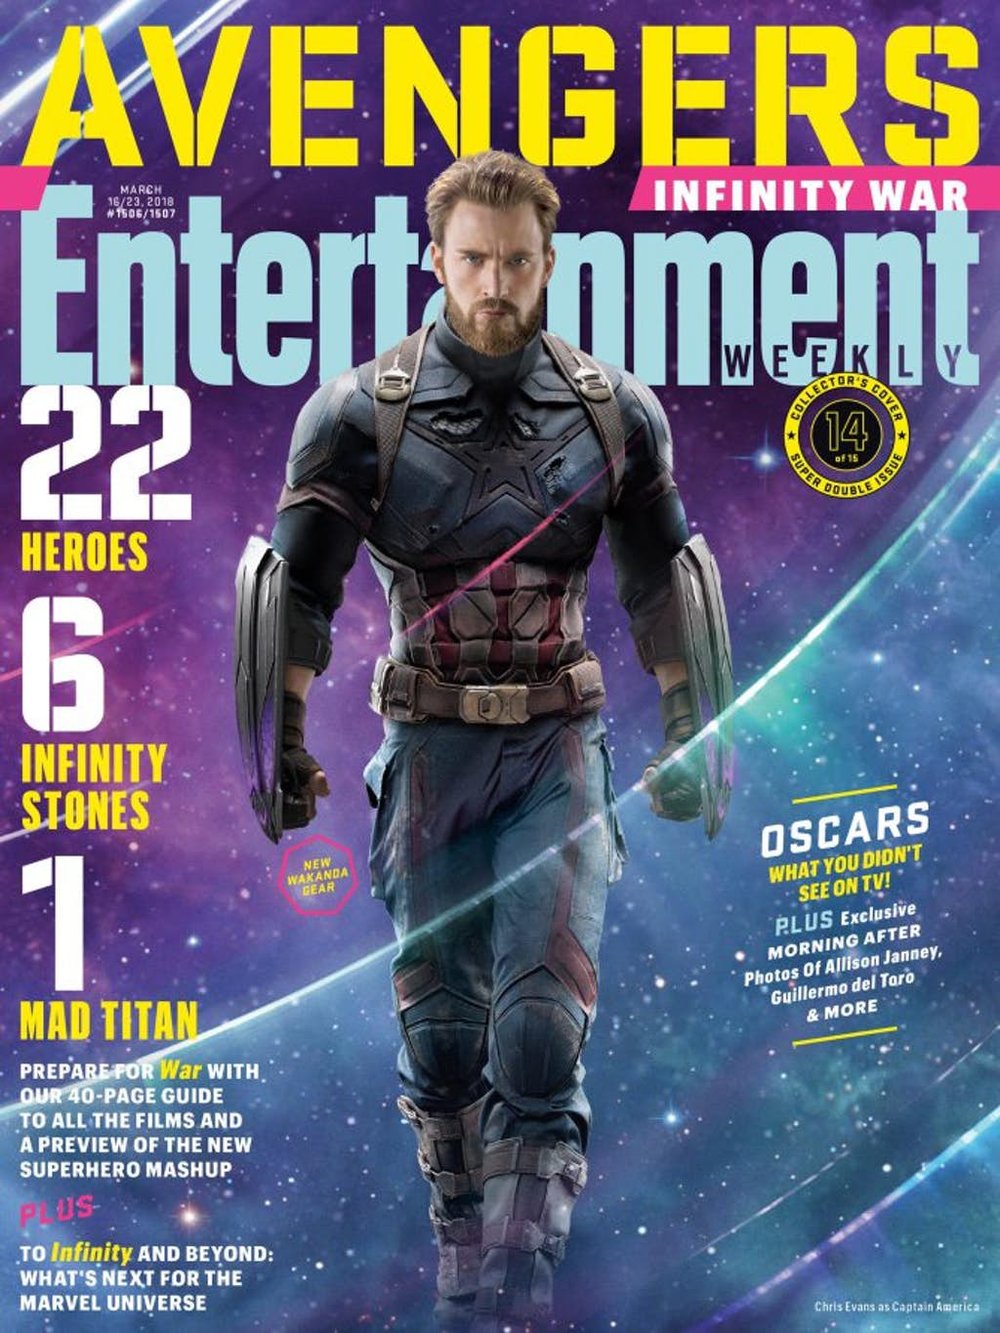 AVENGERS
INFINITY WAR
MARCH
16/23, 2018
#1506/1507
Entertainment
WEEKLY
22
HEROES
6
INFINITY
STONES
1
MAD TITAN
PREPARE FOR War WITH
OUR 40-PAGE GUIDE
TO ALL THE FILMS AND
A PREVIEW OF THE NEW
SUPERHERO MASHUP
PLUS
TO Infinity AND BEYOND:
WHAT'S NEXT FOR THE
MARVEL UNIVERSE
NEW
WAKANDA
GEAR
COLLECTOR'S COVER
14
of 15
SUPER DOUBLE ISSUE
OSCARS
WHAT YOU DIDN'T
SEE ON TV!
PLUS Exclusive
MORNING AFTER
Photos Of Allison Janney,
Guillermo del Toro
& MORE
Chris Evans as Captain America